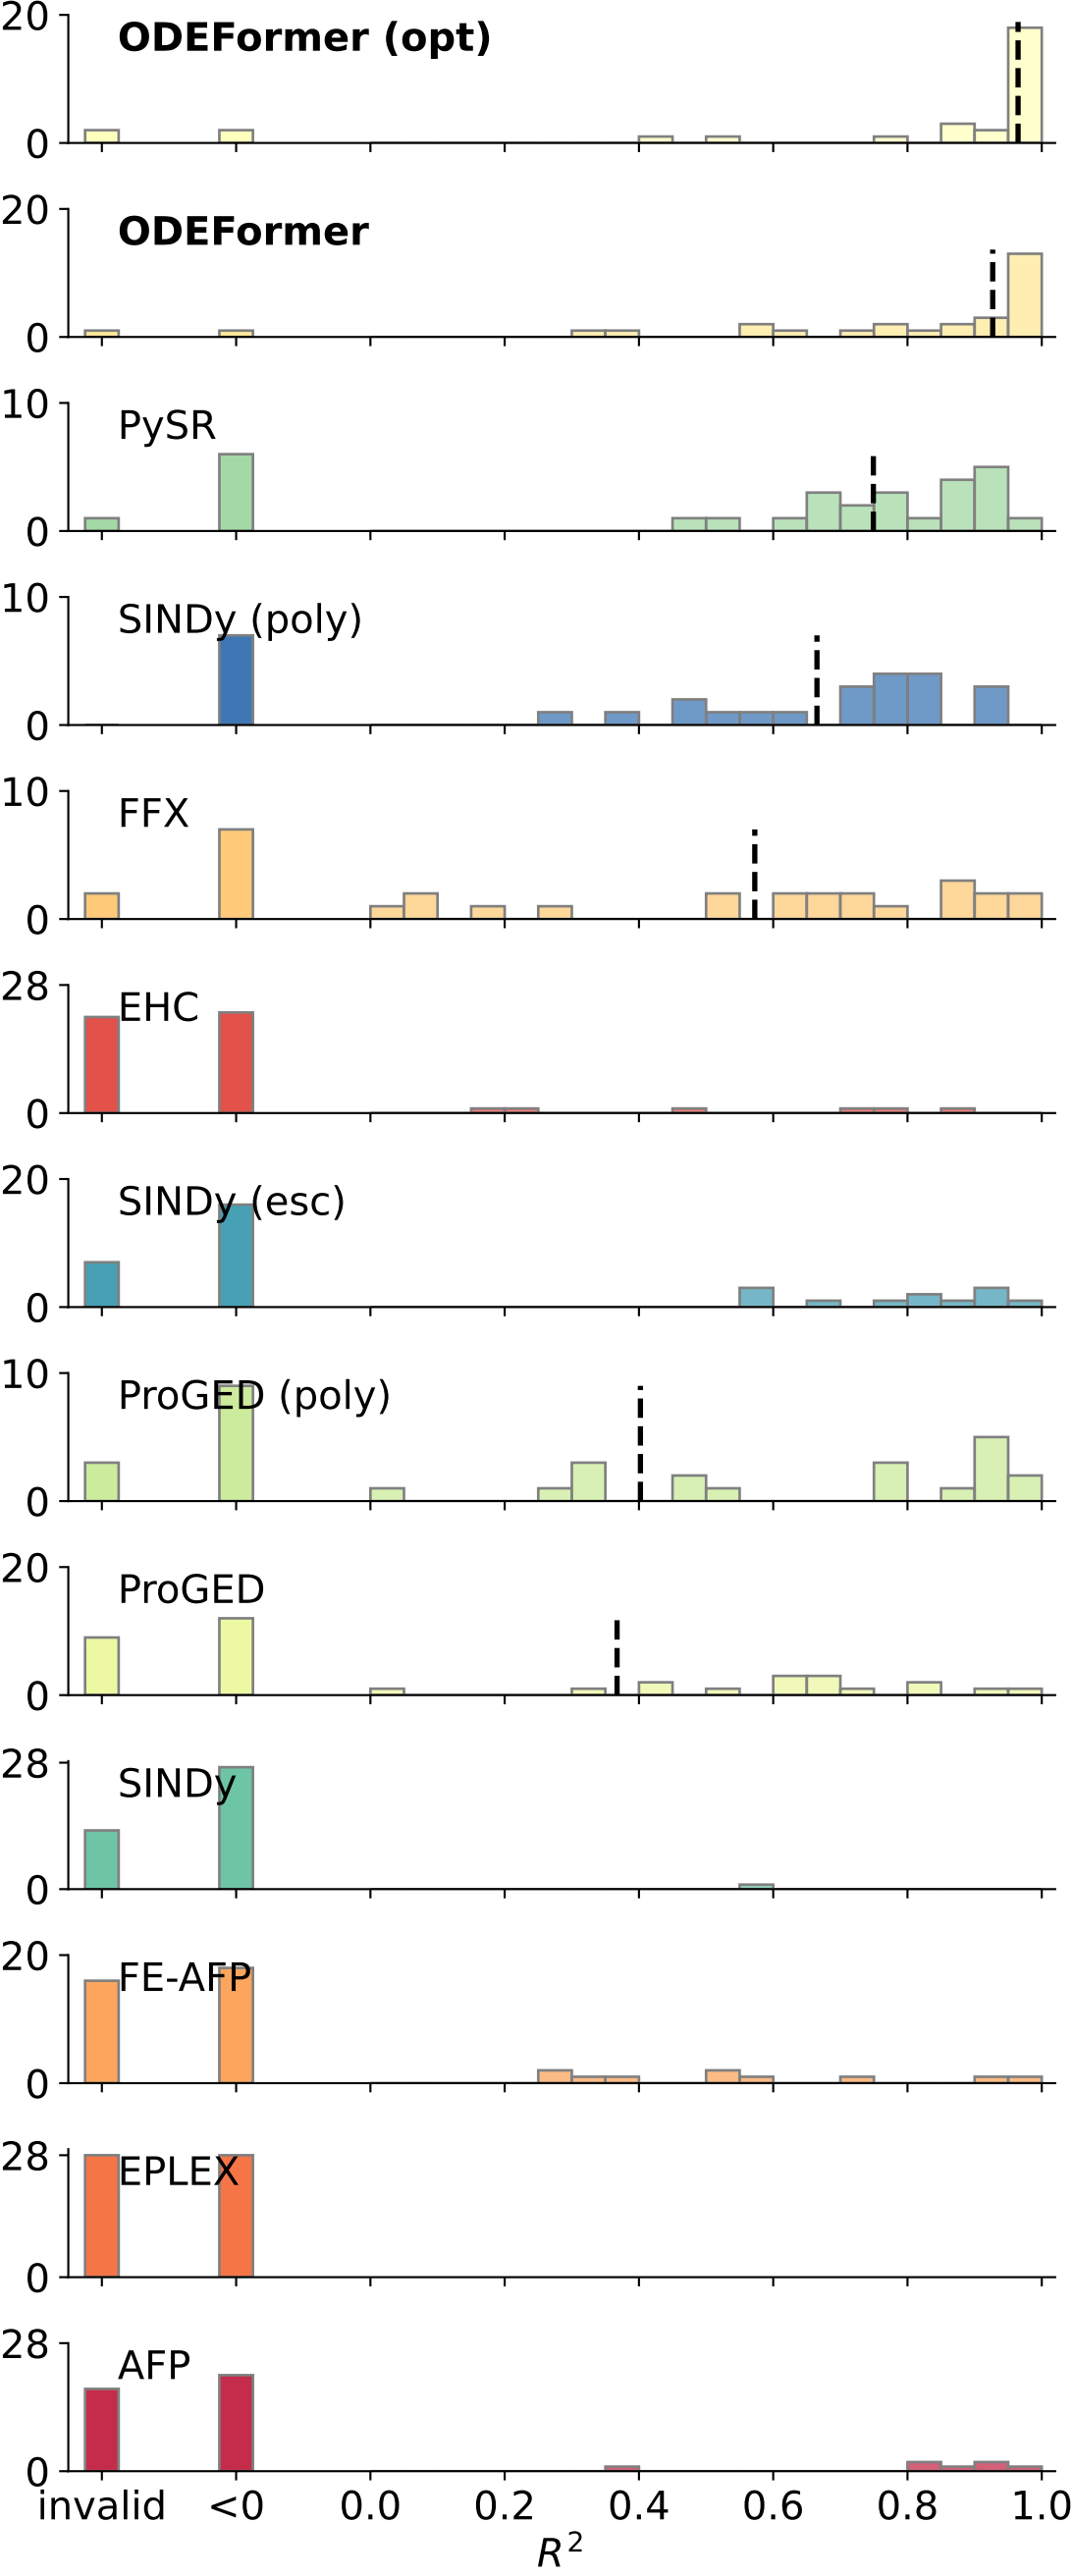 20
ODEFormer (opt)
0
20
ODEFormer
0
10
PySR
0
10
SINDy (poly)
0
10
FFX
0
28
EHC
0
20
SINDy (esc)
0
10
ProGED (poly)
0
20
ProGED
0
28
SINDy
0
20
FE-AFP
0
28
EPLEX
0
28
AFP
0
invalid <0 0.0 0.2 0.4 0.6 0.8 1.0
R²